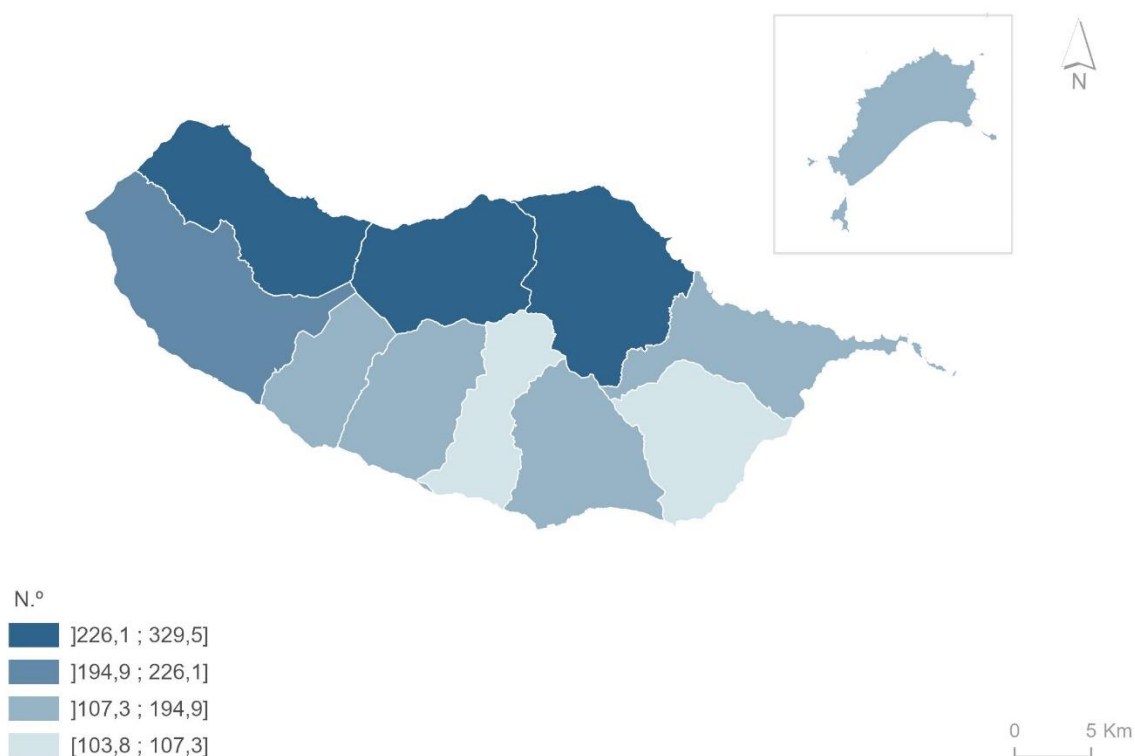 N
N.º
]226,1 ; 329,5]
]194,9 ; 226,1]
]107,3 ; 194,9]
[103,8 ; 107,3]
0 5 Km